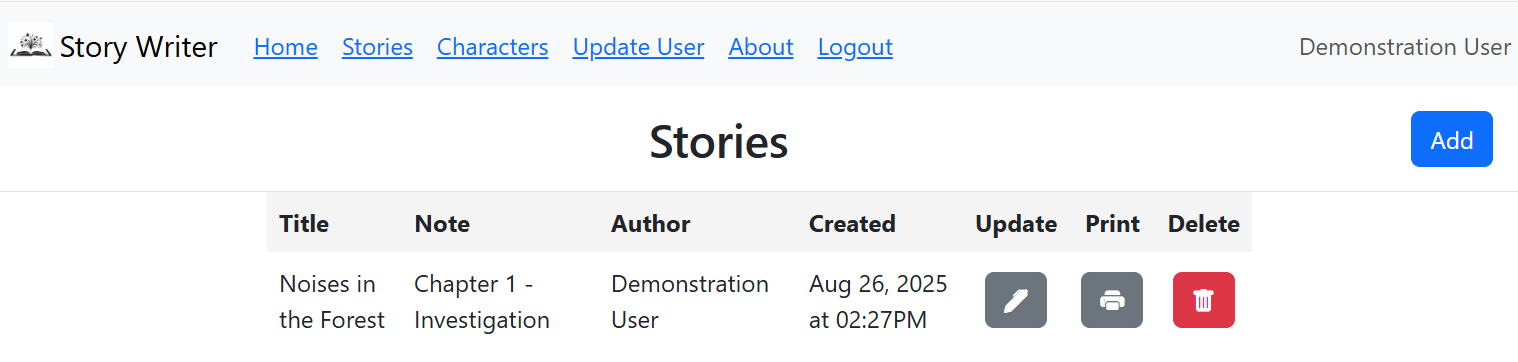 Story Writer Home Stories Characters Update User About Logout Demonstration User
Stories Add
Title Note Author Created Update Print Delete
Noises in Chapter 1 - Demonstration Aug 26, 2025
the Forest Investigation User at 02:27PM